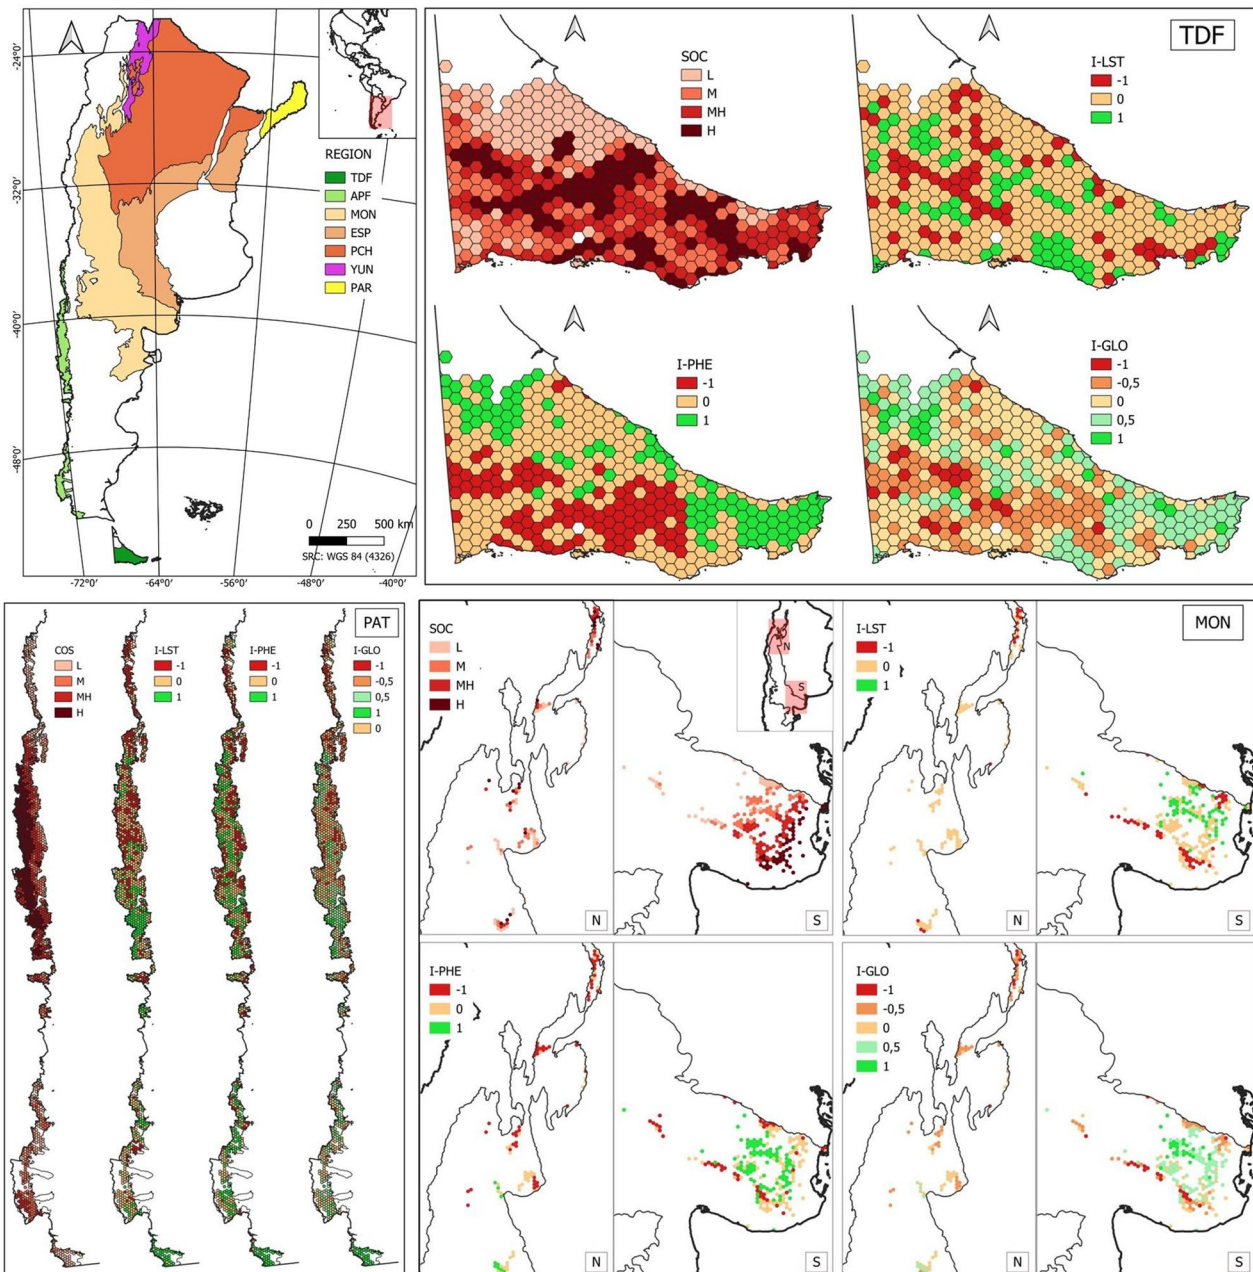 -24°0'
-32°0'
-40°0'
-48°0'
REGION
TDF
APF
MON
ESP
PCH
YUN
PAR
0 250 500 km
SRC: WGS 84 (4326)
-72°0' -64°0' -56°0' -48°0' -40°0'
TDF
SOC
L
M
MH
H
I-LST
-1
0
1
I-PHE
-1
0
1
I-GLO
-1
-0,5
0
0,5
1
PAT
COS
L
M
MH
H
I-LST
-1
0
1
I-PHE
-1
0
1
I-GLO
-1
-0,5
0,5
1
0
MON
SOC
L
M
MH
H
N
S
N
S
I-LST
-1
0
1
N
S
I-PHE
-1
0
1
N
S
I-GLO
-1
-0,5
0
0,5
1
N
S